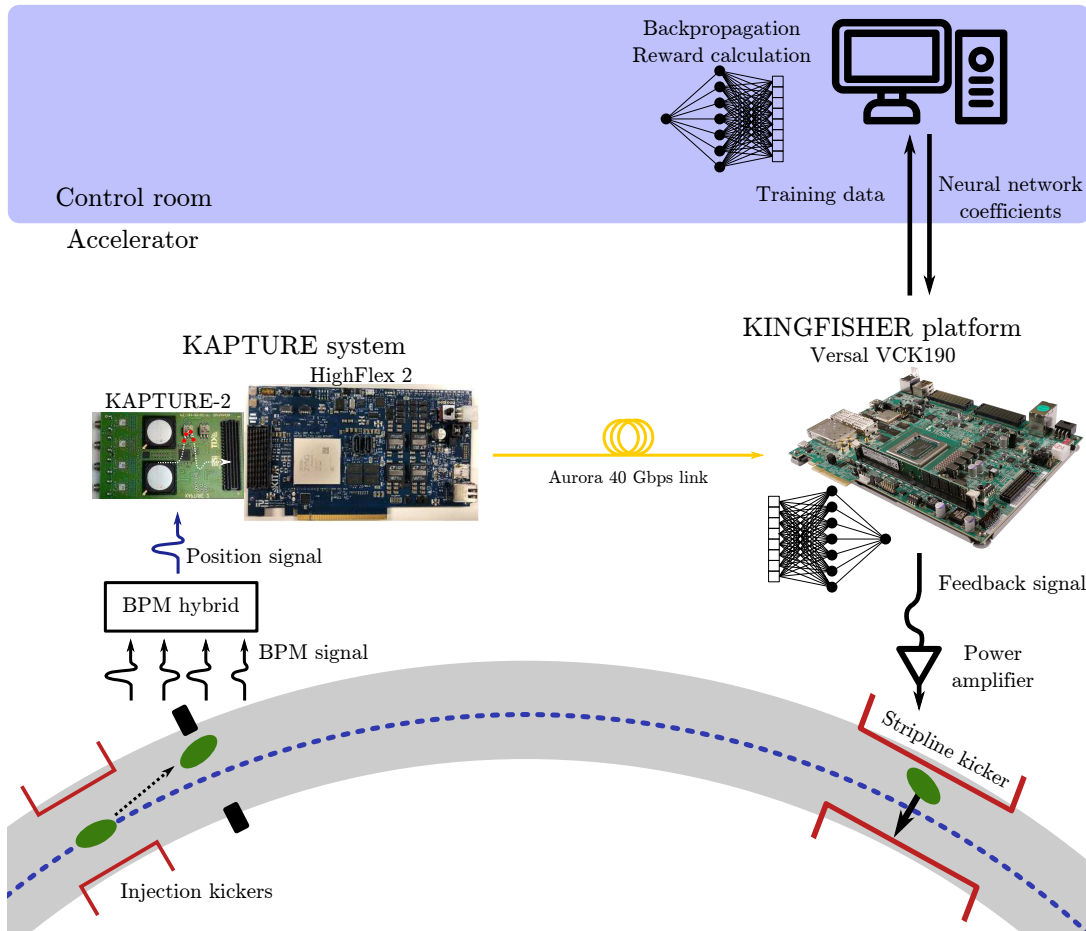 Backpropagation
Reward calculation
Training data
Neural network
coefficients
Control room
Accelerator
KAPTURE system
HighFlex 2
KAPTURE-2
KINGFISHER platform
Versal VCK190
Aurora 40 Gbps link
Position signal
BPM hybrid
BPM signal
Feedback signal
Power
amplifier
Stripline kicker
Injection kickers